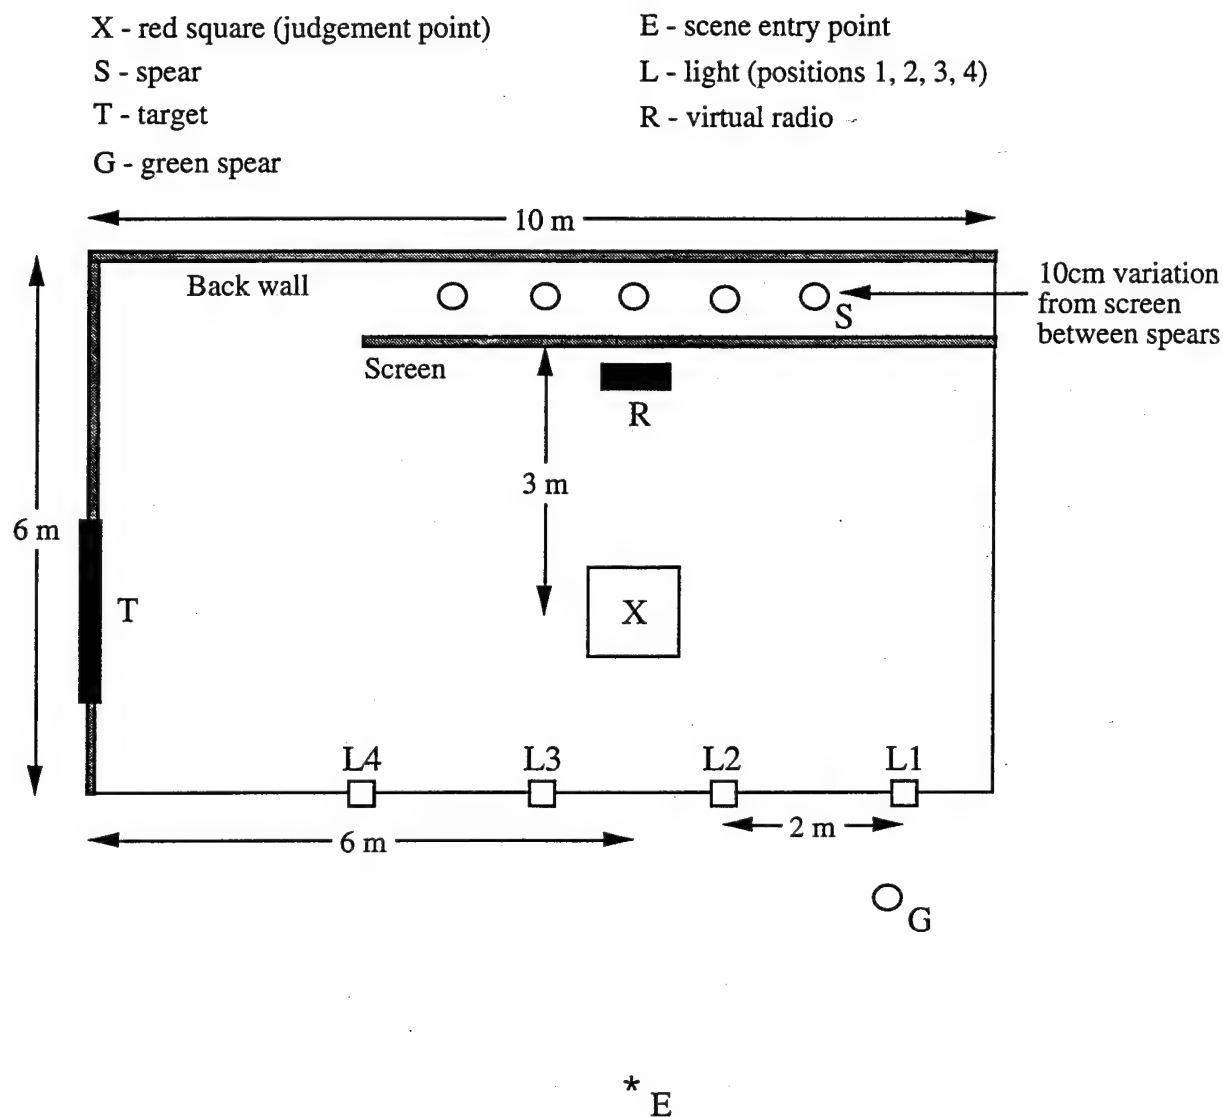 X - red square (judgement point)
S - spear
T - target
G - green spear
E - scene entry point
L - light (positions 1, 2, 3, 4)
R - virtual radio
10 m
Back wall
S
10cm variation
from screen
between spears
Screen
R
3 m
6 m
T
X
L4
L3
L2
L1
6 m
2 m
G
* E